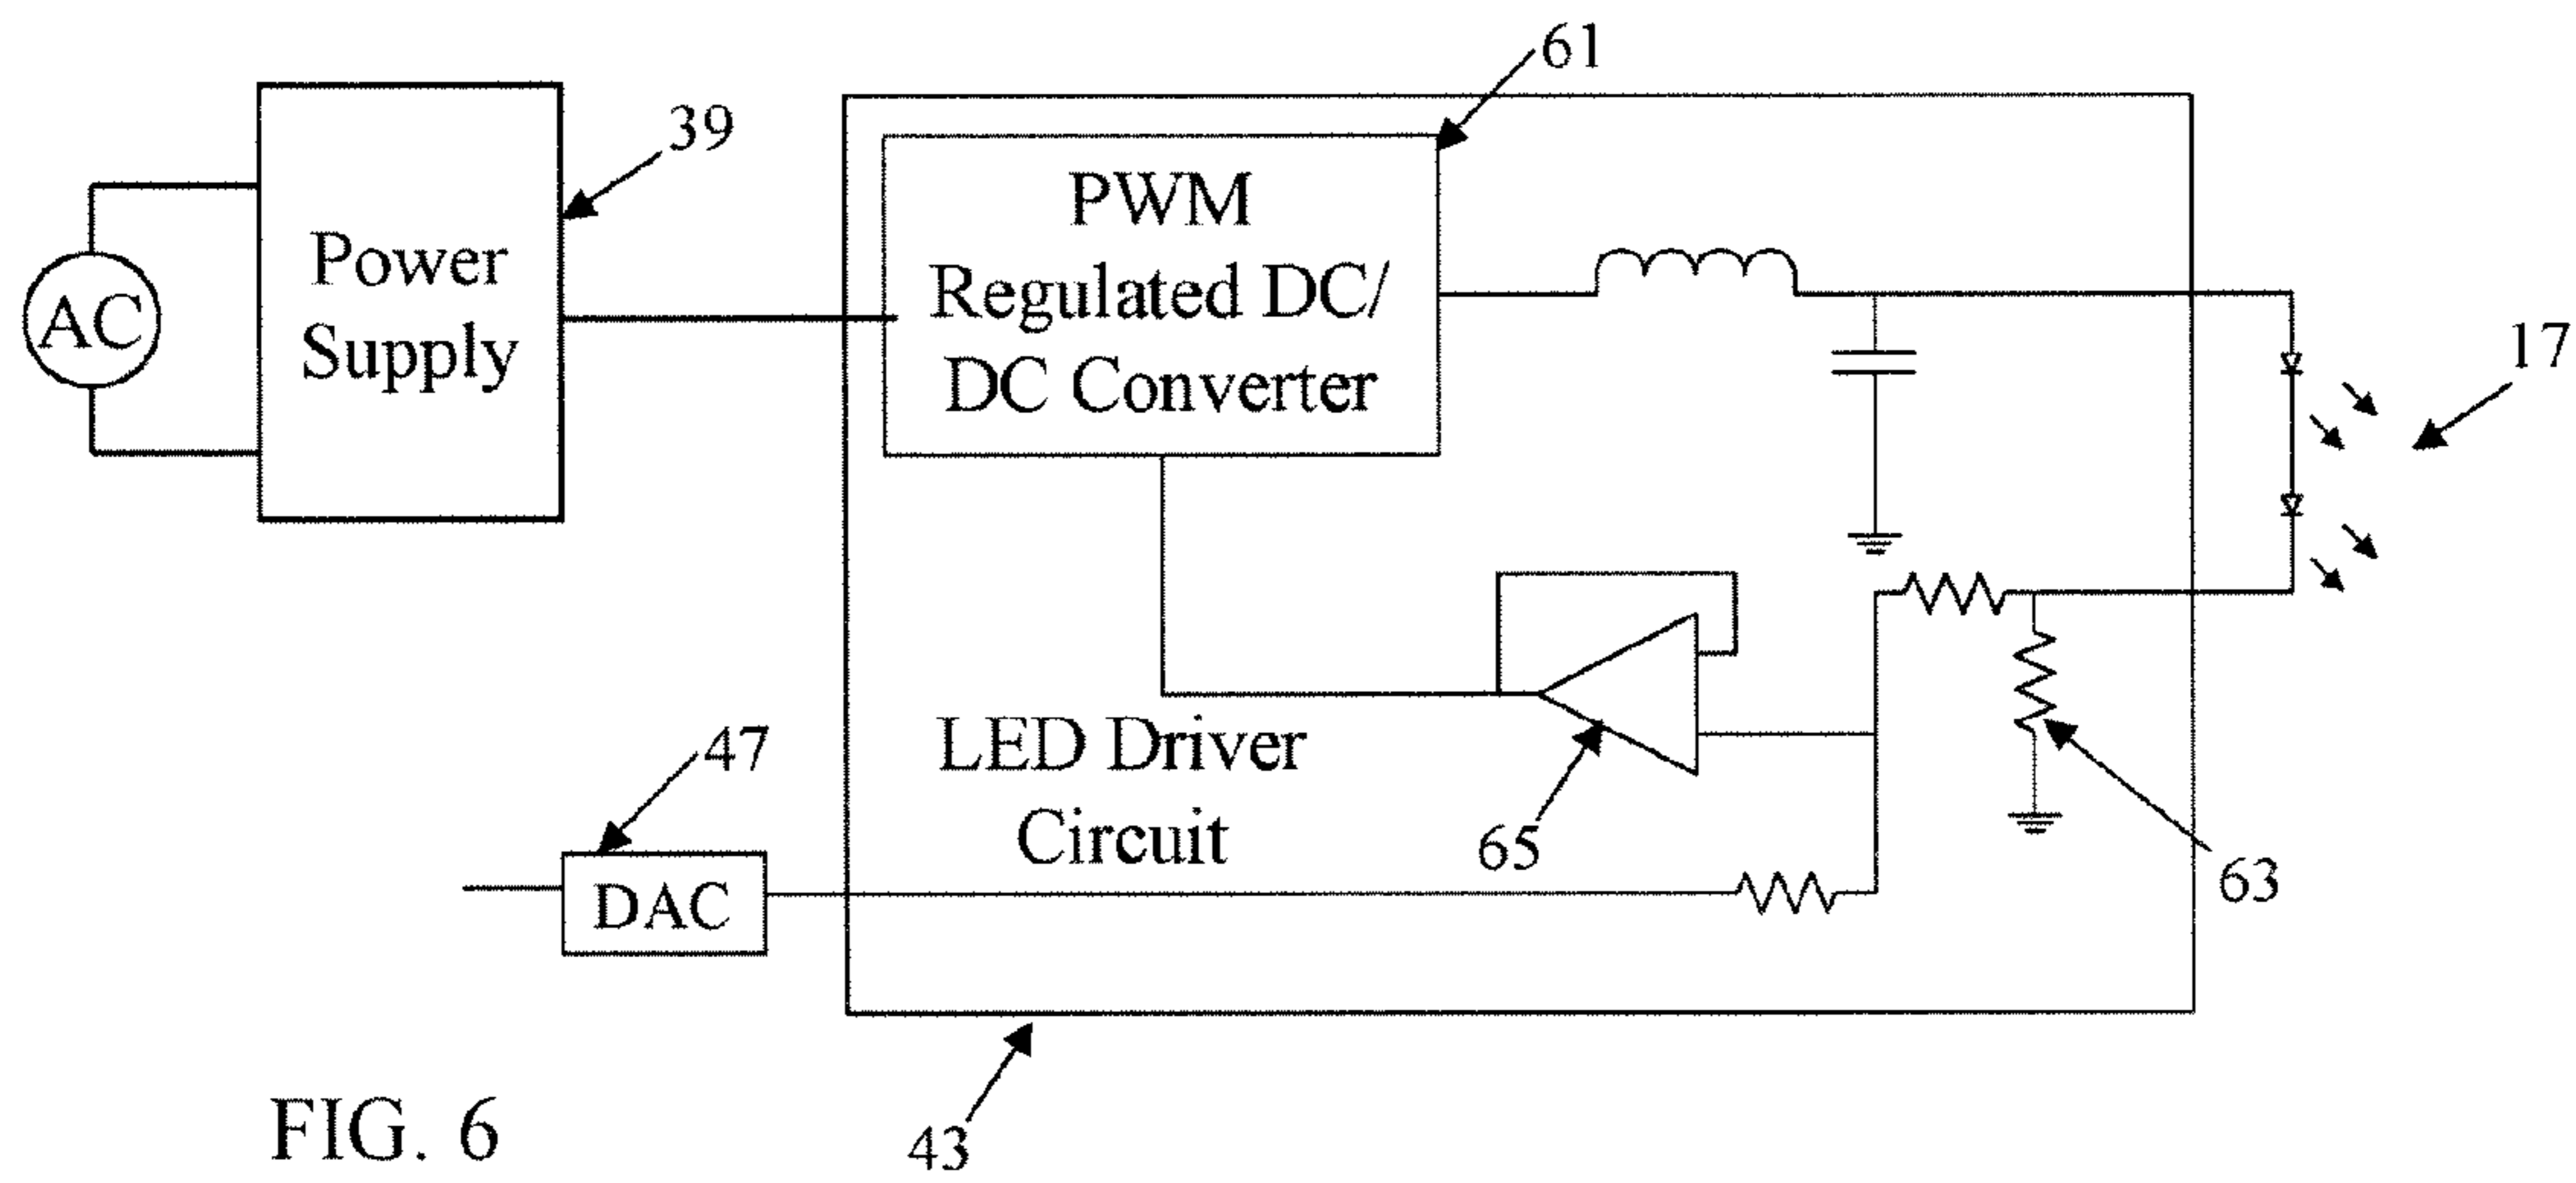 61
39
PWM
Regulated DC/
DC Converter
Power
Supply
AC
17
LED Driver
Circuit
47
65
63
DAC
43
FIG. 6